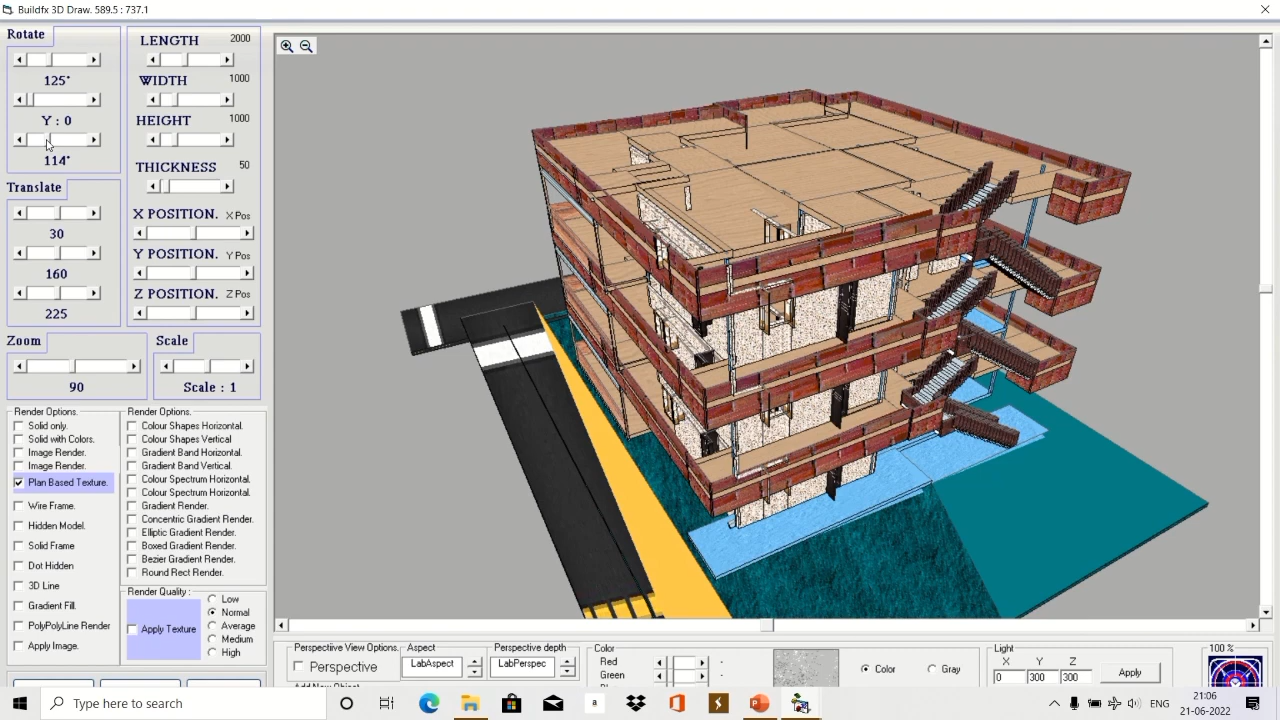 Buildfx 3D Draw. 589.5 : 737.1
Rotate
125°
Y : 0
114°
Translate
30
160
225
LENGTH 2000
WIDTH 1000
HEIGHT 1000
THICKNESS 50
X POSITION. X Pos
Y POSITION. Y Pos
Z POSITION. Z Pos
Zoom
90
Scale
Scale : 1
Render Options.
Solid only.
Solid with Colors.
Image Render.
Image Render.
Plan Based Texture.
Wire Frame.
Hidden Model.
Solid Frame
Dot Hidden
3D Line
Gradient Fill.
PolyPolyLine Render
Apply Image.
Render Options.
Colour Shapes Horizontal.
Colour Shapes Vertical
Gradient Band Horizontal.
Gradient Band Vertical.
Colour Spectrum Horizontal.
Colour Spectrum Horizontal.
Gradient Render.
Concentric Gradient Render.
Elliptic Gradient Render.
Boxed Gradient Render.
Bezier Gradient Render.
Round Rect Render.
Render Quality :
Apply Texture
Low
Normal
Average
Medium
High
Perspectiive View Options.
Perspective
Aspect
LabAspect
Perspective depth
LabPerspec
Color
Red
Green
Color
Gray
Light
X Y Z
0 300 300
Apply
100 %
Type here to search
ENG
21:06
21-06-2022